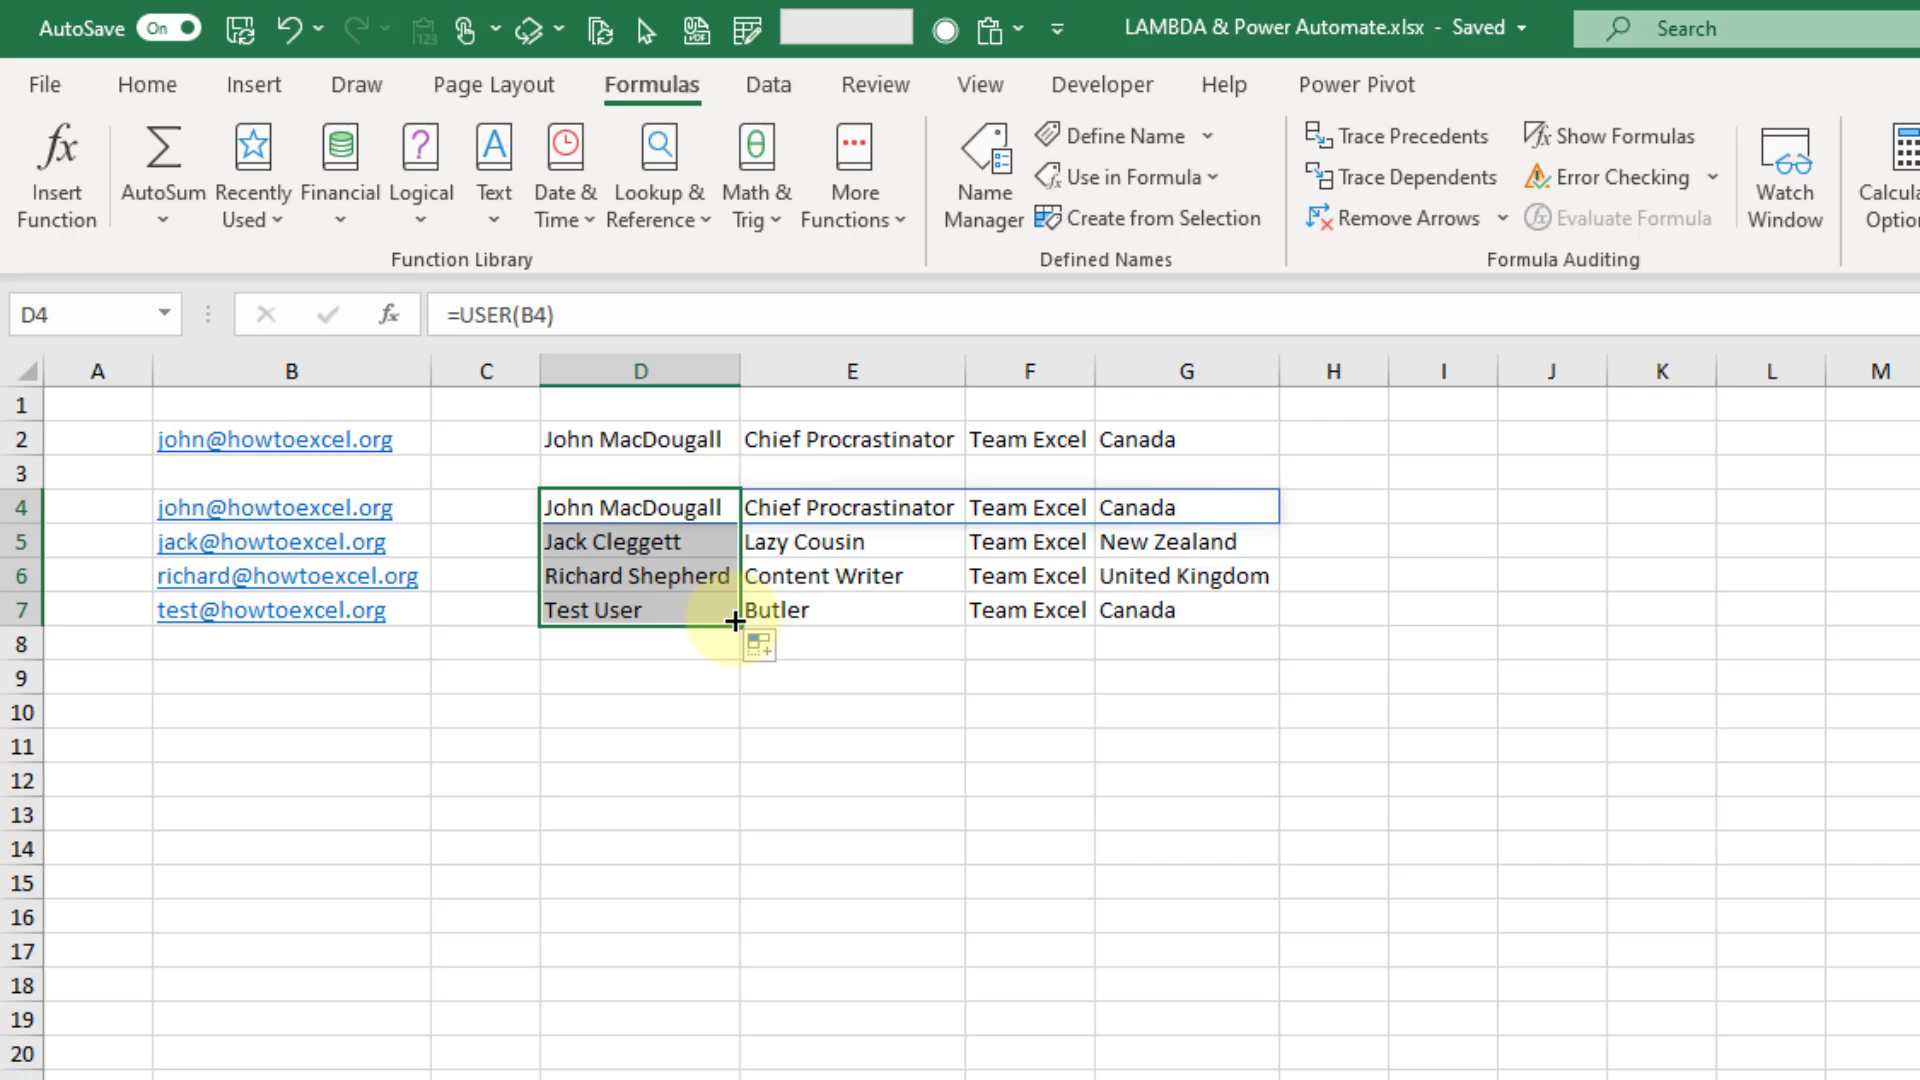 AutoSave On LAMBDA & Power Automate.xlsx - Saved Search
File Home Insert Draw Page Layout Formulas Data Review View Developer Help Power Pivot
Insert Function
AutoSum
Recently Used
Financial
Logical
Text
Date & Time
Lookup & Reference
Math & Trig
More Functions
Function Library
Name Manager
Define Name
Use in Formula
Create from Selection
Defined Names
Trace Precedents
Trace Dependents
Remove Arrows
Show Formulas
Error Checking
Evaluate Formula
Formula Auditing
Watch Window
Calcula
Option
D4 fx =USER(B4)
A B C D E F G H I J K L M
1
2 john@howtoexcel.org John MacDougall Chief Procrastinator Team Excel Canada
3
4 john@howtoexcel.org John MacDougall Chief Procrastinator Team Excel Canada
5 jack@howtoexcel.org Jack Cleggett Lazy Cousin Team Excel New Zealand
6 richard@howtoexcel.org Richard Shepherd Content Writer Team Excel United Kingdom
7 test@howtoexcel.org Test User Butler Team Excel Canada
8
9
10
11
12
13
14
15
16
17
18
19
20